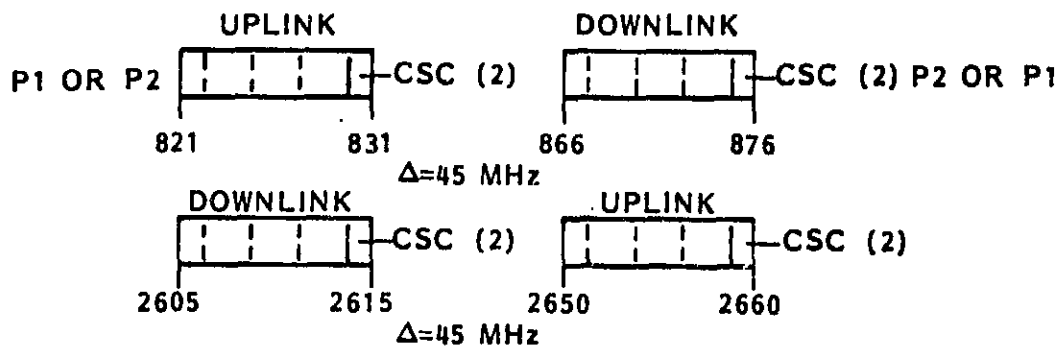 UPLINK DOWNLINK
P1 OR P2 CSC (2) CSC (2) P2 OR P1
821 831 866 876
Δ=45 MHz
DOWNLINK UPLINK
CSC (2) CSC (2)
2605 2615 2650 2660
Δ=45 MHz